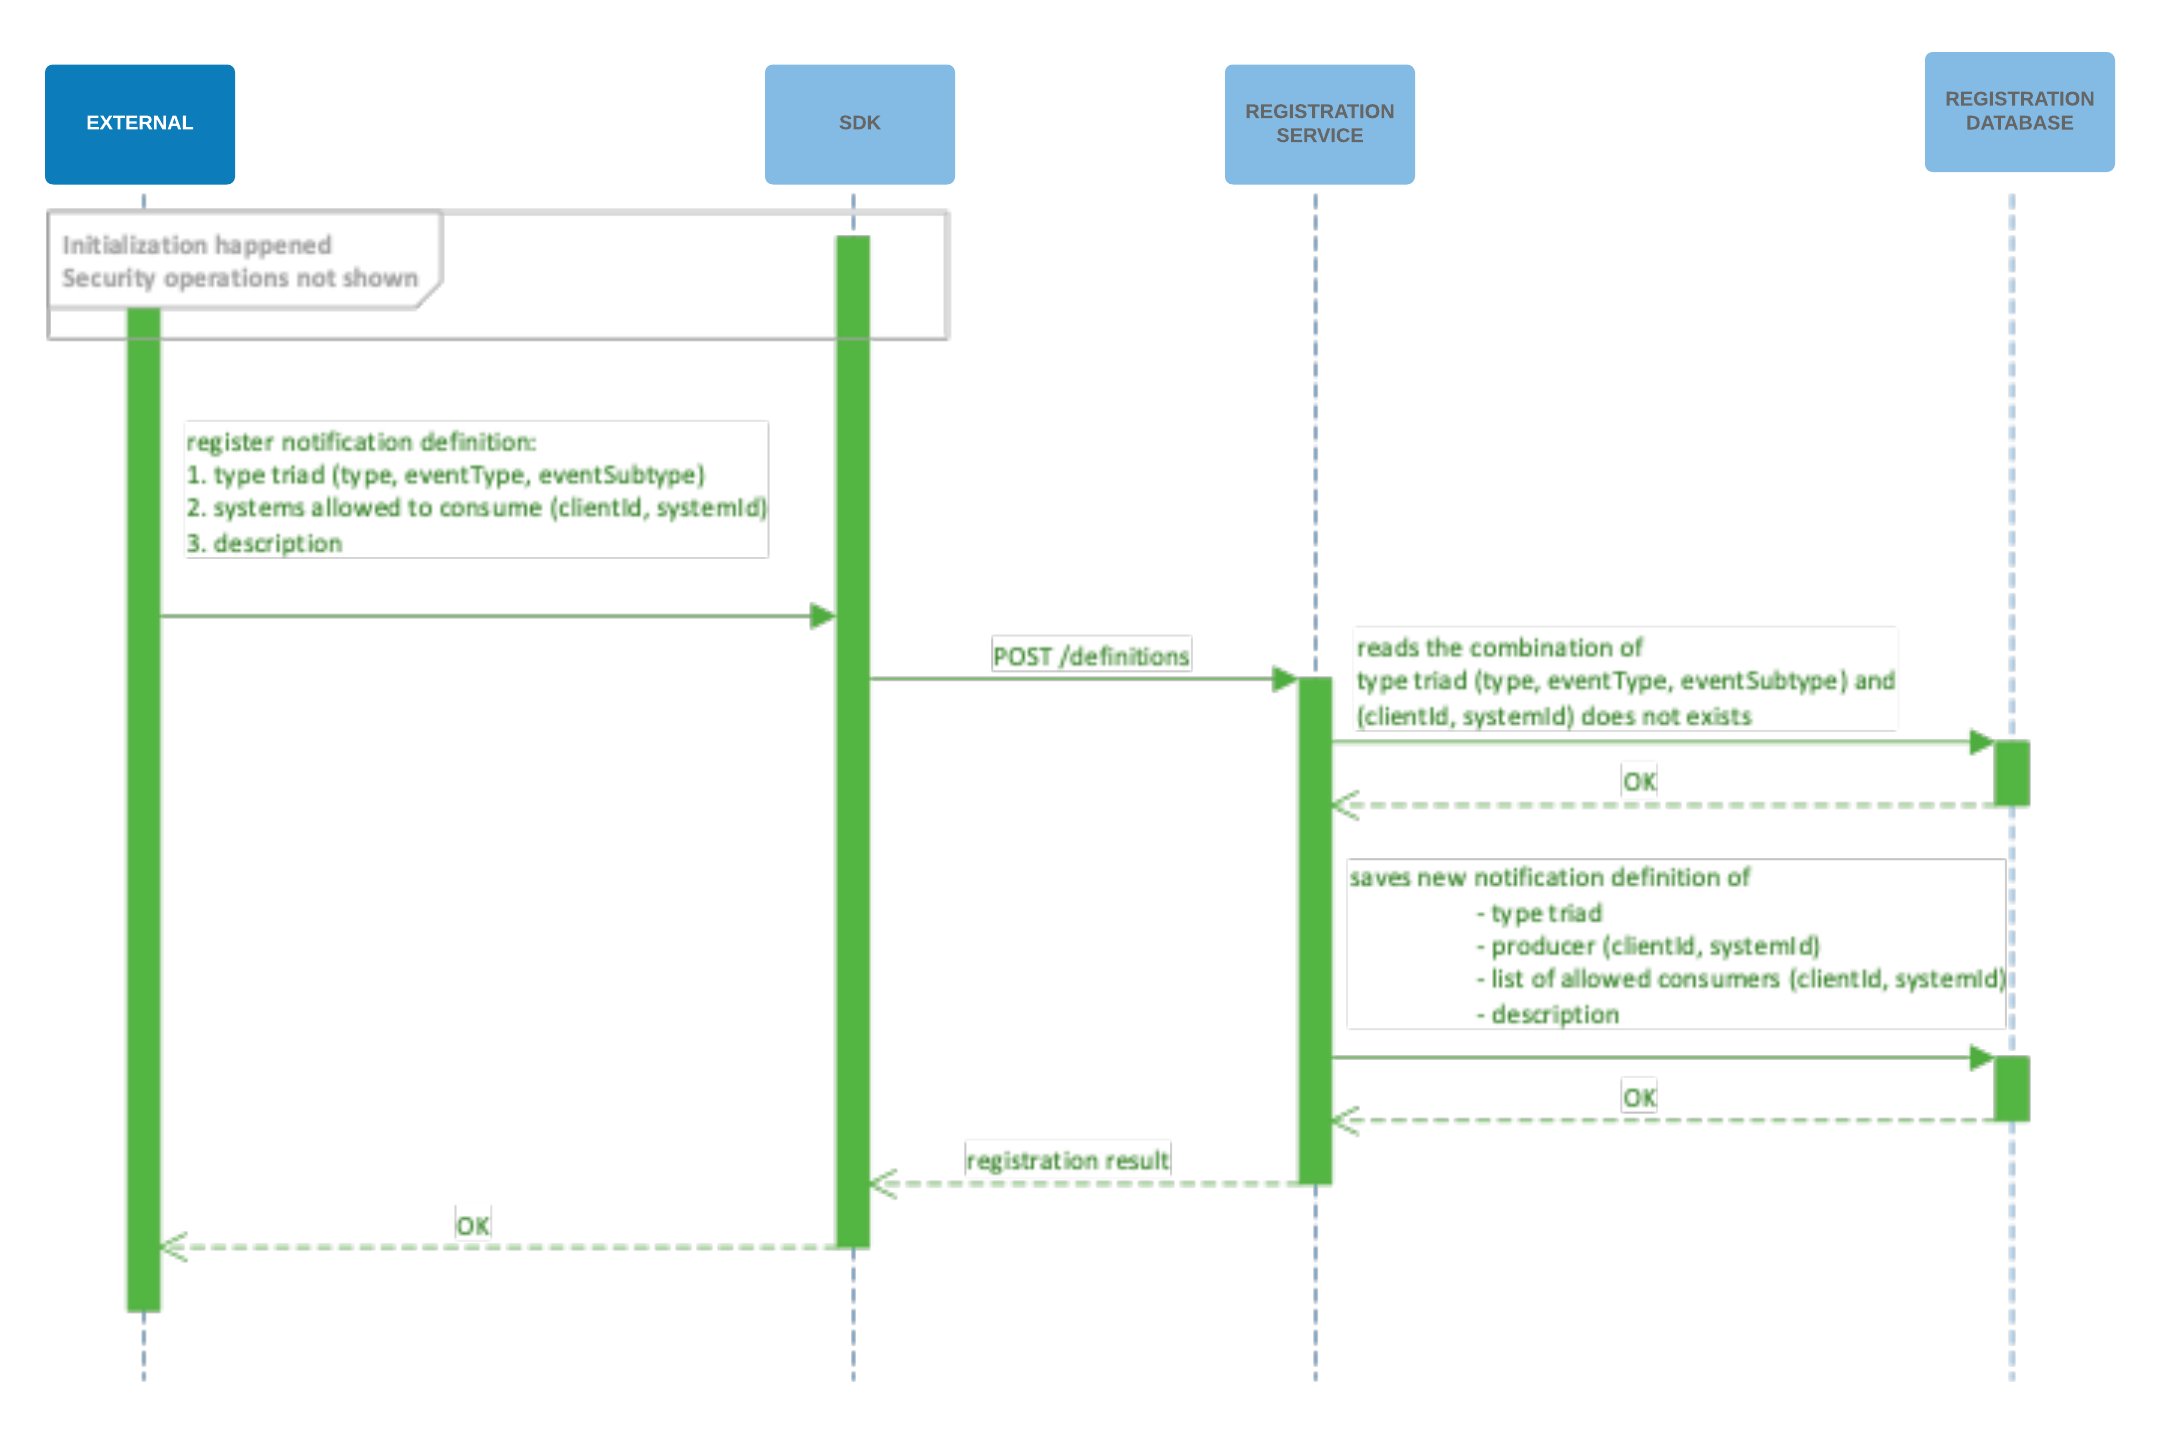 EXTERNAL
SDK
REGISTRATION
SERVICE
REGISTRATION
DATABASE
Initialization happened
Security operations not shown
register notification definition:
1. type triad (type, eventType, eventSubtype)
2. systems allowed to consume (clientId, systemId)
3. description
POST /definitions
reads the combination of
type triad (type, eventType, eventSubtype) and
(clientId, systemId) does not exists
OK
saves new notification definition of
- type triad
- producer (clientId, systemId)
- list of allowed consumers (clientId, systemId)
- description
OK
registration result
OK